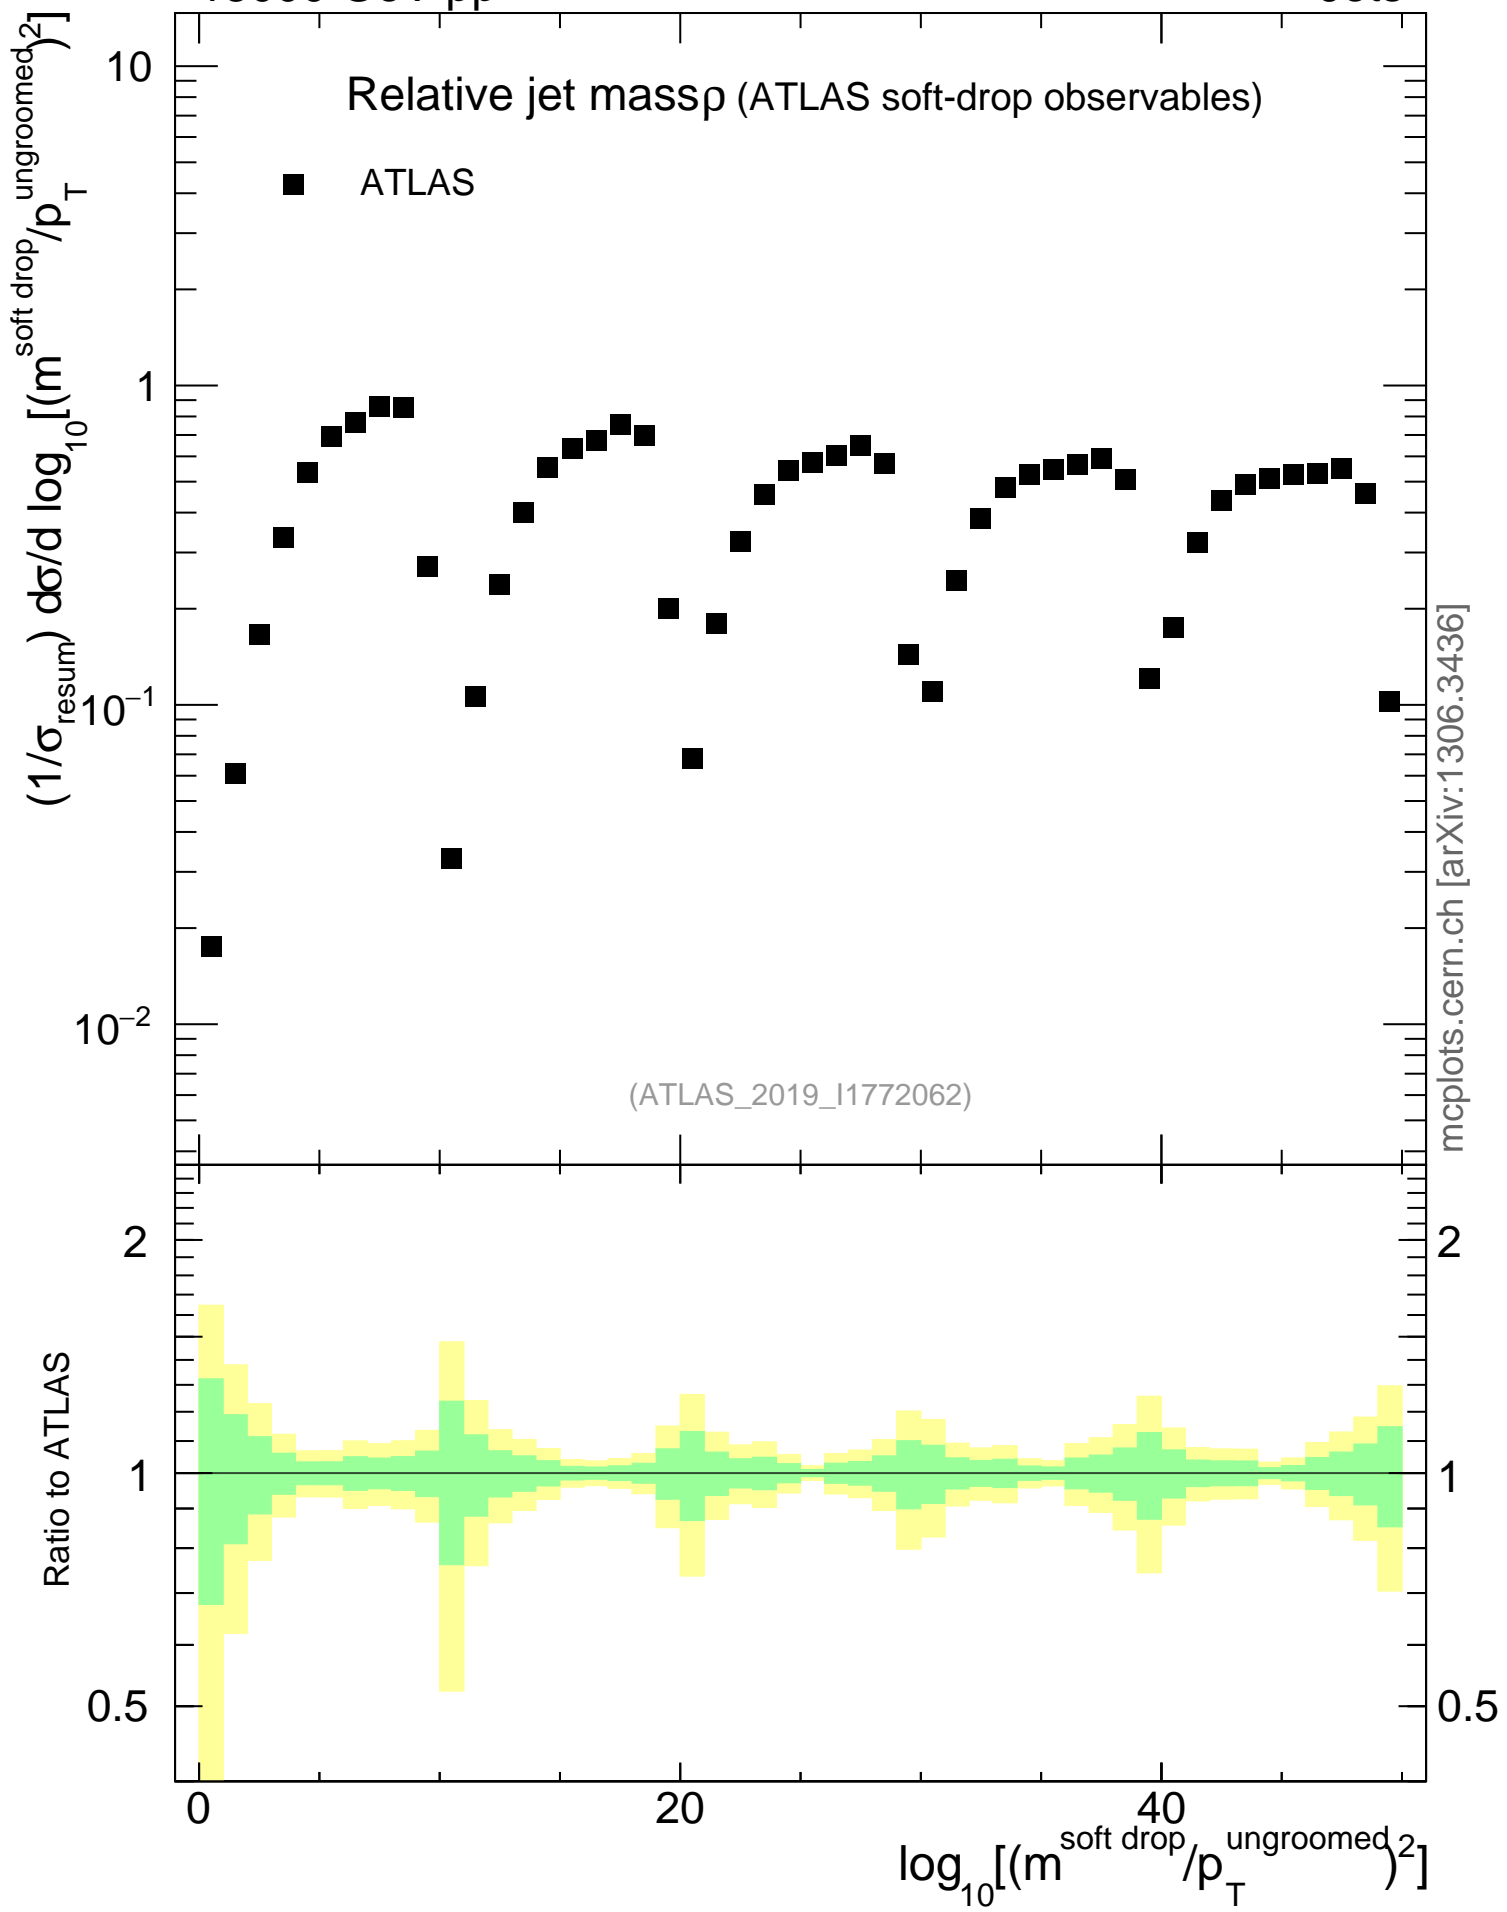 Relative jet massρ (ATLAS soft-drop observables)
ATLAS
(1/σresum) dσ/d log10[(m^soft drop/pT^ungroomed)^2]
10
1
10^−1
10^−2
(ATLAS_2019_I1772062)
mcplots.cern.ch [arXiv:1306.3436]
Ratio to ATLAS
2
1
0.5
2
1
0.5
0
20
40
log10[(m^soft drop/pT^ungroomed)^2]